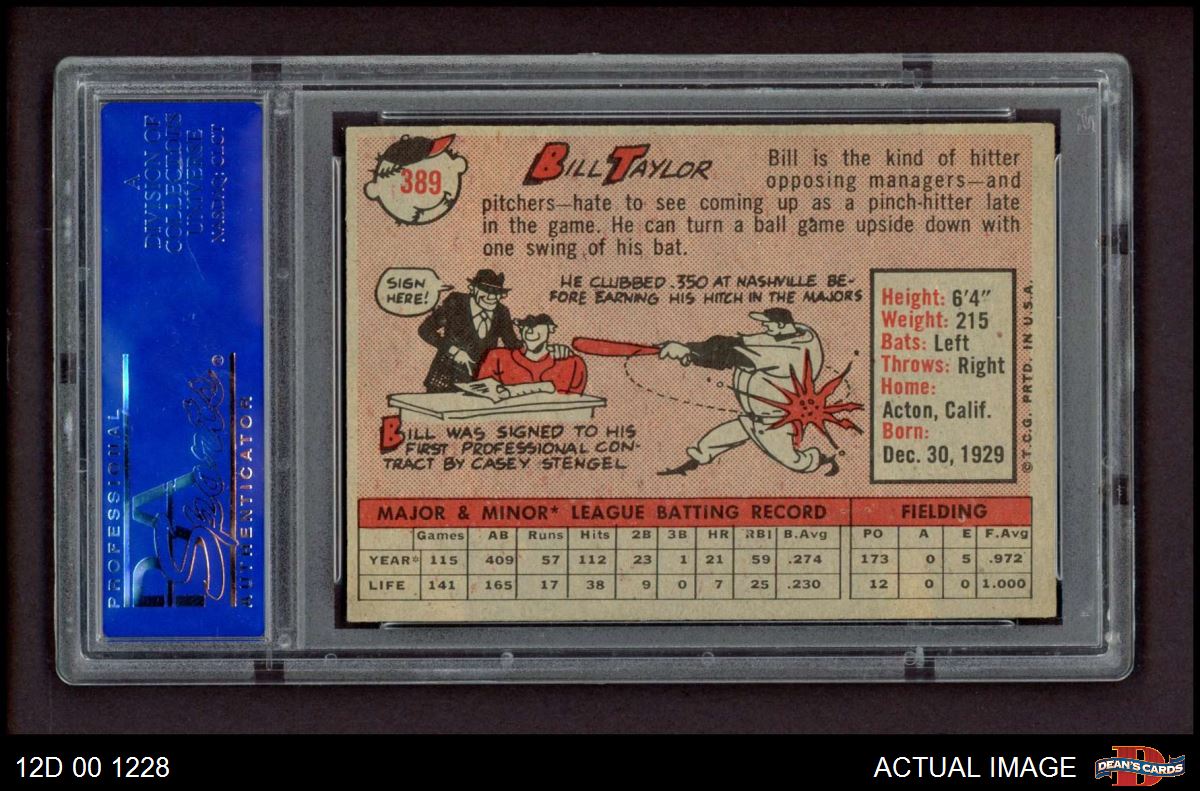 A
DIVISION OF
COLLECTORS
UNIVERSE
NASDAQ: CLCT
PROFESSIONAL
PSA
Sports®
AUTHENTICATOR
389
BILL TAYLOR
Bill is the kind of hitter
opposing managers—and
pitchers—hate to see coming up as a pinch-hitter late
in the game. He can turn a ball game upside down with
one swing of his bat.
SIGN
HERE!
HE CLUBBED .350 AT NASHVILLE BE-
FORE EARNING HIS HITCH IN THE MAJORS
BILL WAS SIGNED TO HIS
FIRST PROFESSIONAL CON-
TRACT BY CASEY STENGEL
Height: 6'4"
Weight: 215
Bats: Left
Throws: Right
Home:
Acton, Calif.
Born:
Dec. 30, 1929
©T.C.G. PRTD. IN U.S.A.
MAJOR & MINOR* LEAGUE BATTING RECORD FIELDING
Games AB Runs Hits 2B 3B HR RBI B.Avg PO A E F.Avg
YEAR* 115 409 57 112 23 1 21 59 .274 173 0 5 .972
LIFE 141 165 17 38 9 0 7 25 .230 12 0 0 1.000
12D 00 1228
ACTUAL IMAGE
DEAN'S CARDS